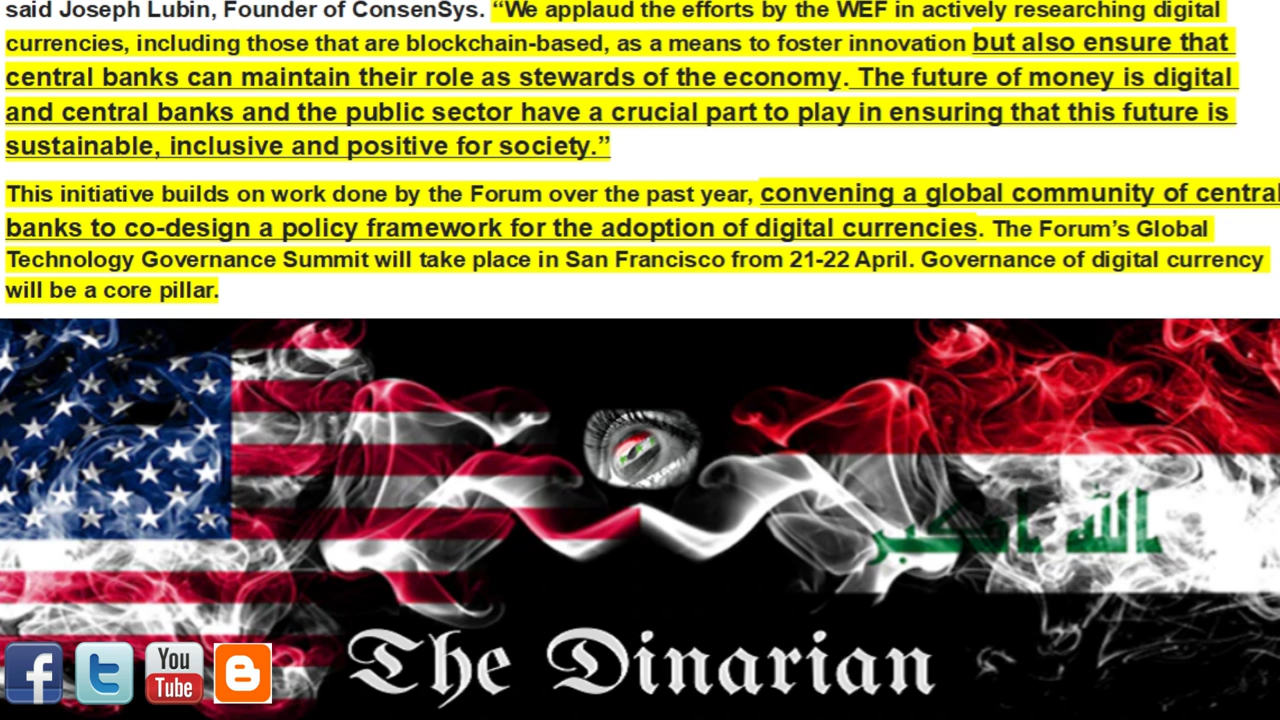 said Joseph Lubin, Founder of ConsenSys. “We applaud the efforts by the WEF in actively researching digital
currencies, including those that are blockchain-based, as a means to foster innovation but also ensure that
central banks can maintain their role as stewards of the economy. The future of money is digital
and central banks and the public sector have a crucial part to play in ensuring that this future is
sustainable, inclusive and positive for society.”
This initiative builds on work done by the Forum over the past year, convening a global community of central
banks to co-design a policy framework for the adoption of digital currencies. The Forum’s Global
Technology Governance Summit will take place in San Francisco from 21-22 April. Governance of digital currency
will be a core pillar.
الله اكبر
f t You
Tube
The Dinarian